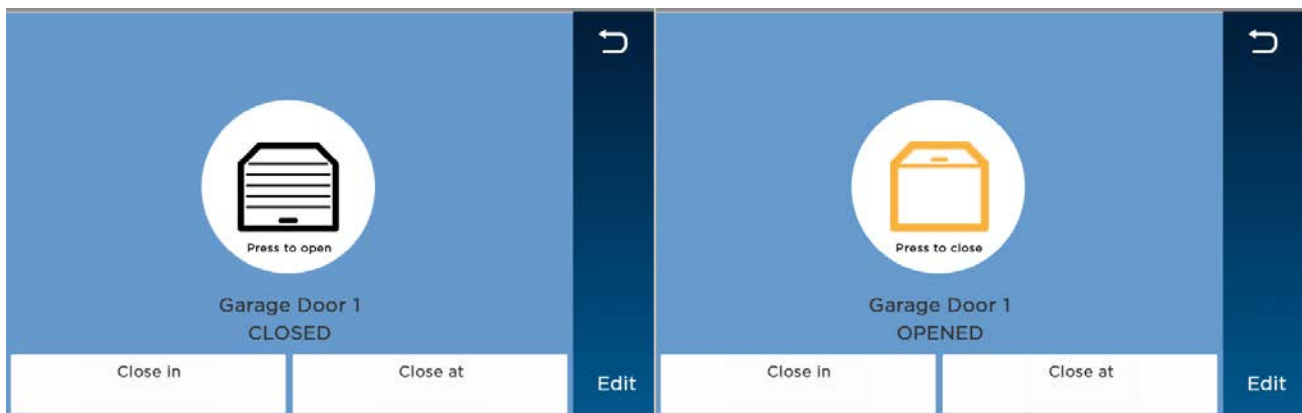 Press to open
Garage Door 1
CLOSED
Close in
Close at
Edit
Press to close
Garage Door 1
OPENED
Close in
Close at
Edit